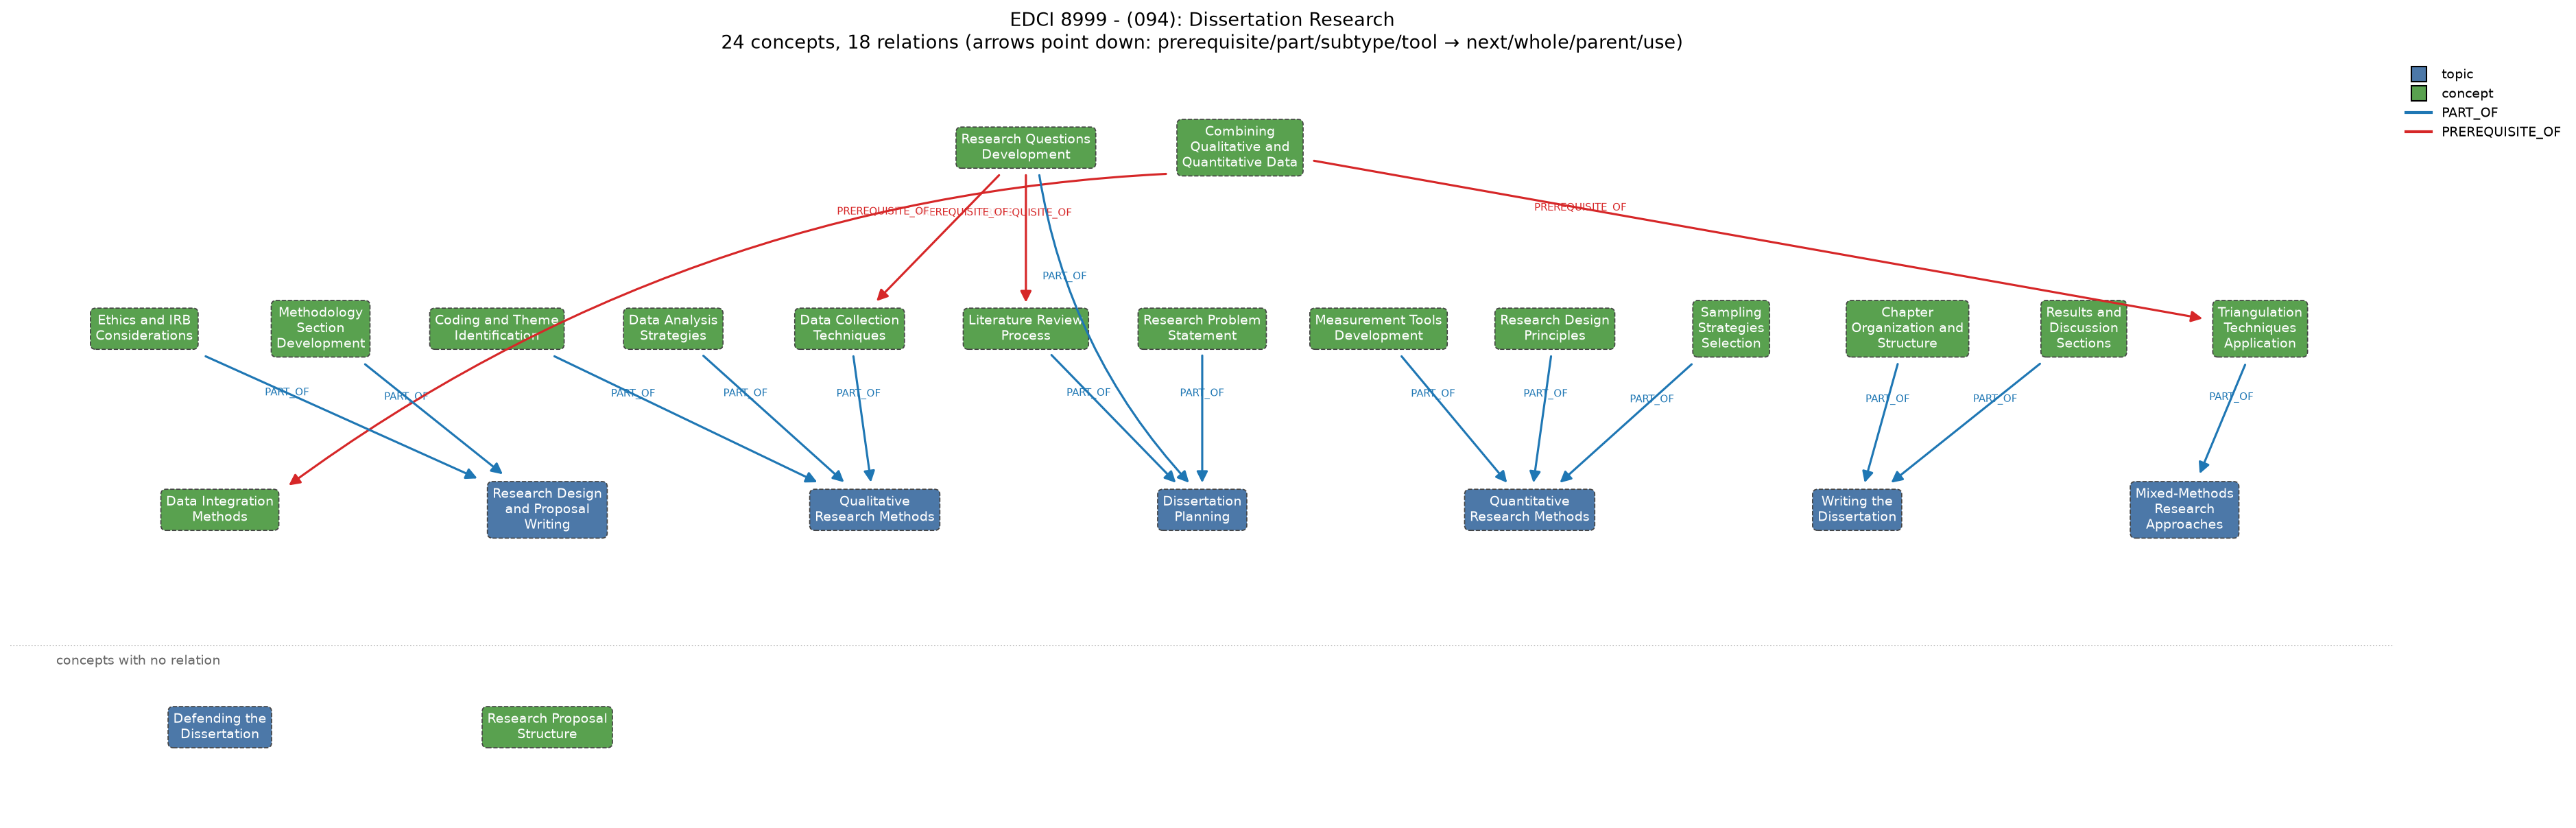 EDCI 8999 - (094): Dissertation Research
24 concepts, 18 relations (arrows point down: prerequisite/part/subtype/tool → next/whole/parent/use)
topic
concept
PART_OF
PREREQUISITE_OF
Research Questions
Development
Combining
Qualitative and
Quantitative Data
PREREQUISITE_OF
EREQUISITE_OF
QUISITE_OF
PREREQUISITE_OF
PART_OF
Ethics and IRB
Considerations
Methodology
Section
Development
Coding and Theme
Identification
Data Analysis
Strategies
Data Collection
Techniques
Literature Review
Process
Research Problem
Statement
Measurement Tools
Development
Research Design
Principles
Sampling
Strategies
Selection
Chapter
Organization and
Structure
Results and
Discussion
Sections
Triangulation
Techniques
Application
PART_OF
PART_OF
PART_OF
PART_OF
PART_OF
PART_OF
PART_OF
PART_OF
PART_OF
PART_OF
PART_OF
PART_OF
PART_OF
Data Integration
Methods
Research Design
and Proposal
Writing
Qualitative
Research Methods
Dissertation
Planning
Quantitative
Research Methods
Writing the
Dissertation
Mixed-Methods
Research
Approaches
concepts with no relation
Defending the
Dissertation
Research Proposal
Structure